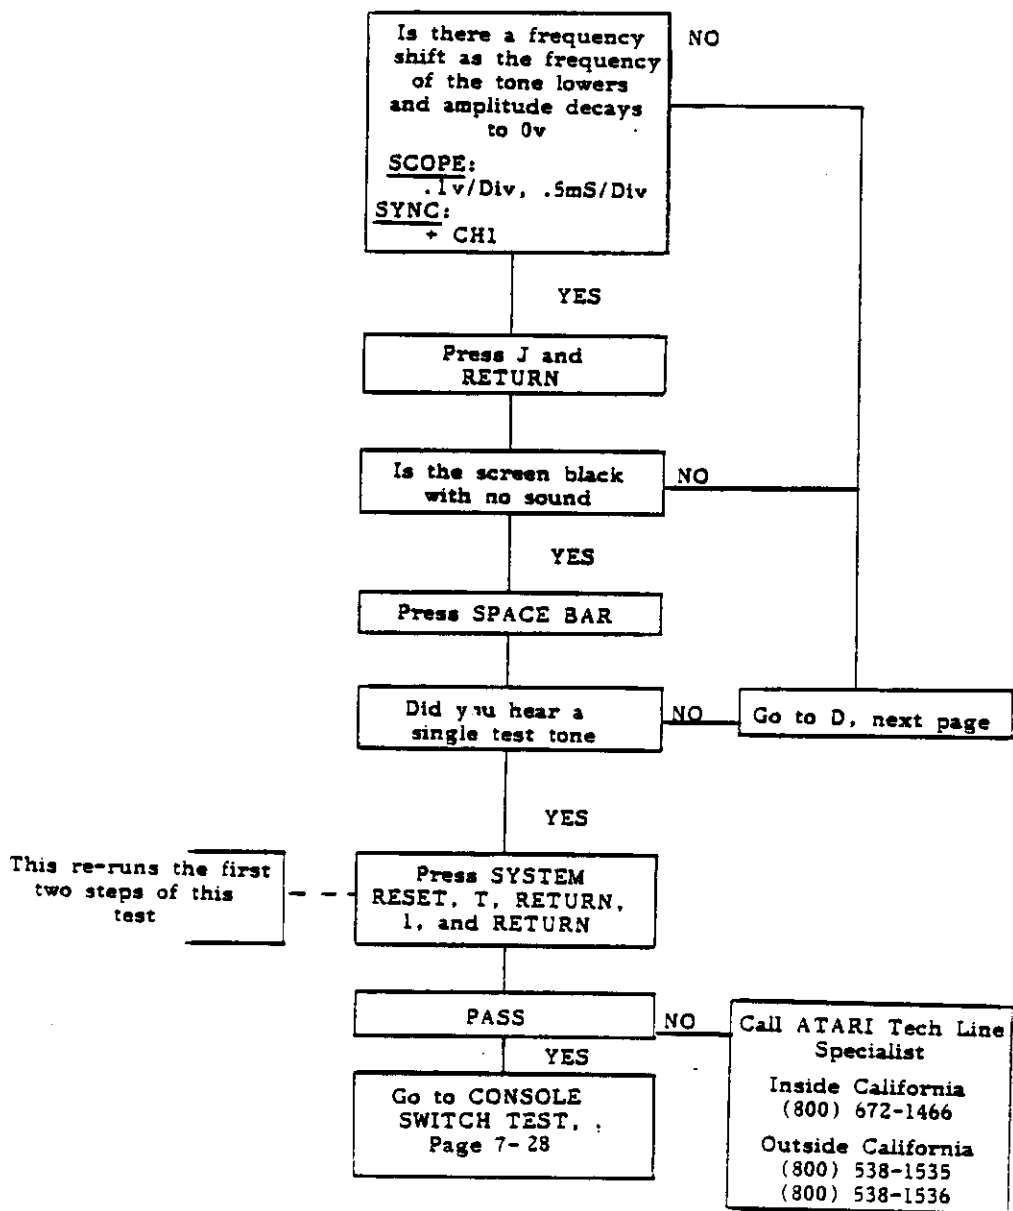 Is there a frequency
shift as the frequency
of the tone lowers
and amplitude decays
to 0v
SCOPE:
.1v/Div, .5mS/Div
SYNC:
+ CH1
NO
YES
Press J and
RETURN
Is the screen black
with no sound
NO
YES
Press SPACE BAR
Did you hear a
single test tone
NO
Go to D, next page
YES
This re-runs the first
two steps of this
test
Press SYSTEM
RESET, T, RETURN,
1, and RETURN
PASS
NO
YES
Call ATARI Tech Line
Specialist
Inside California
(800) 672-1466
Outside California
(800) 538-1535
(800) 538-1536
Go to CONSOLE
SWITCH TEST,
Page 7-28